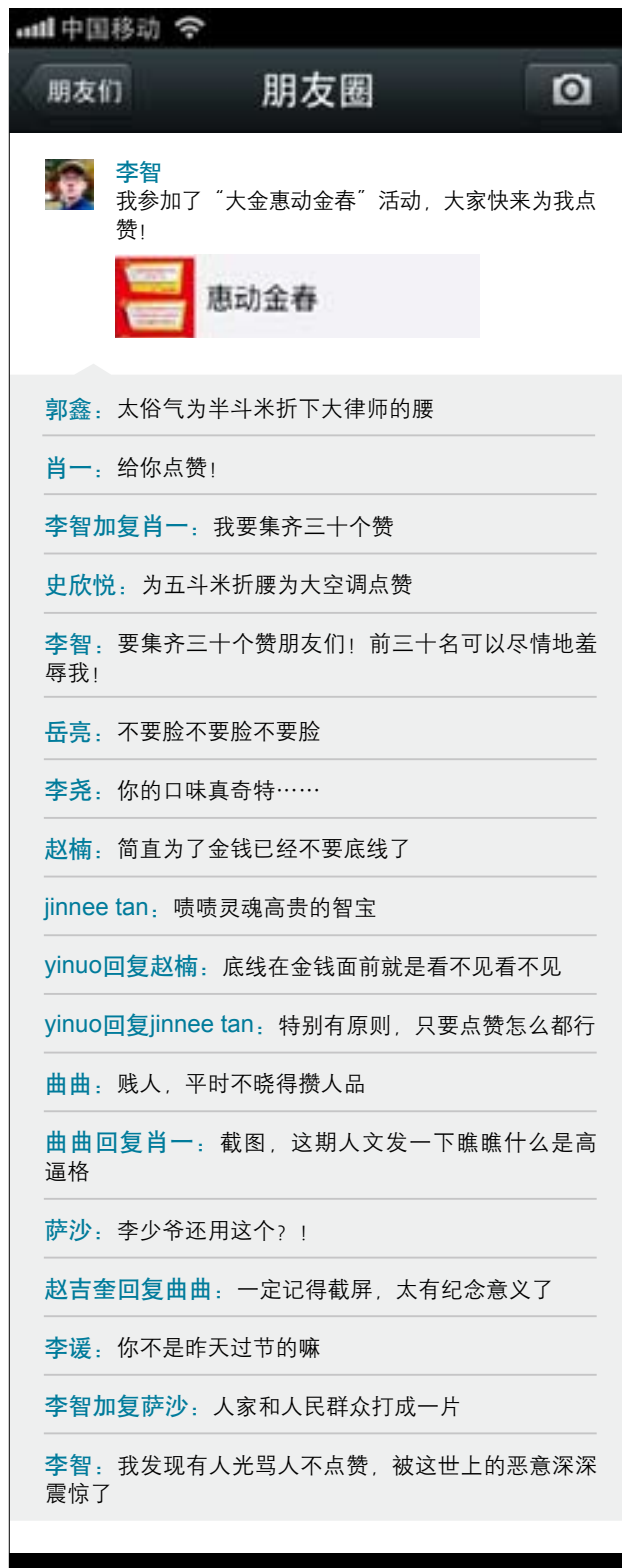 中国移动
朋友们
朋友圈
李智
我参加了“大金惠动金春”活动，大家快来为我点
赞！
惠动金春
郭鑫：太俗气为半斗米折下大律师的腰
肖一：给你点赞！
李智加复肖一：我要集齐三十个赞
史欣悦：为五斗米折腰为大空调点赞
李智：要集齐三十个赞朋友们！前三十名可以尽情地羞
辱我！
岳亮：不要脸不要脸不要脸
李尧：你的口味真奇特……
赵楠：简直为了金钱已经不要底线了
jinnee tan：啧啧灵魂高贵的智宝
yinuo回复赵楠：底线在金钱面前就是看不见看不见
yinuo回复jinnee tan：特别有原则，只要点赞怎么都行
曲曲：贱人，平时不晓得攒人品
曲曲回复肖一：截图，这期人文发一下瞧瞧什么是高
逼格
萨沙：李少爷还用这个？！
赵吉奎回复曲曲：一定记得截屏，太有纪念意义了
李谖：你不是昨天过节的嘛
李智加复萨沙：人家和人民群众打成一片
李智：我发现有人光骂人不点赞，被这世上的恶意深深
震惊了